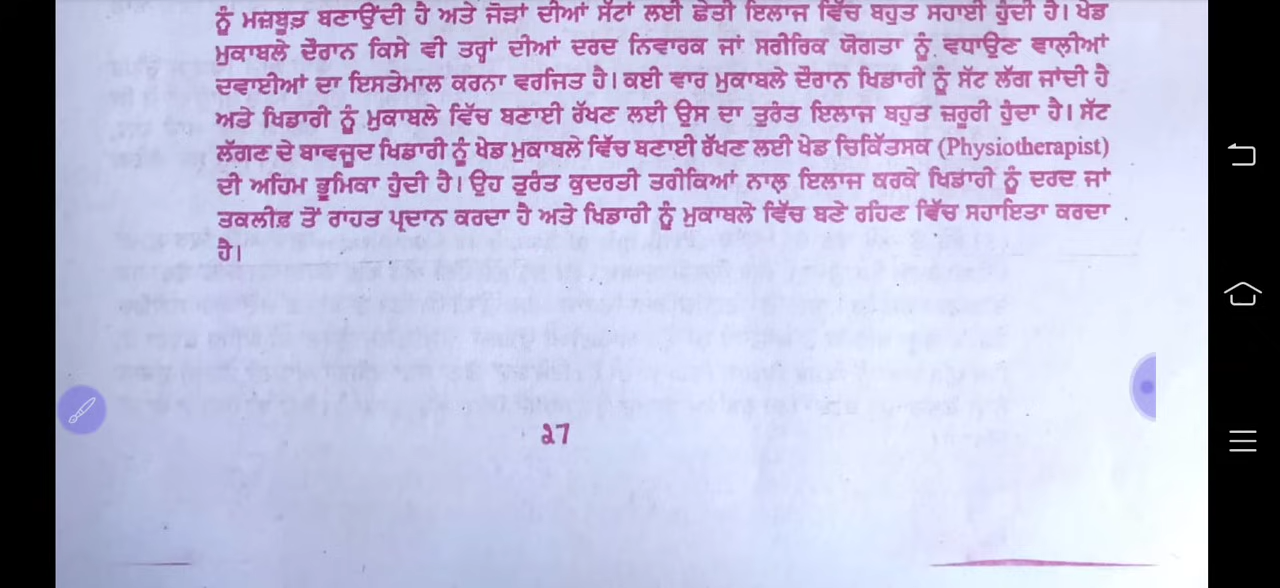 ਨੂੰ ਮਜ਼ਬੂਤ ਬਣਾਉਂਦੀ ਹੈ ਅਤੇ ਜੋੜਾਂ ਦੀਆਂ ਸੱਟਾਂ ਲਈ ਛੇਤੀ ਇਲਾਜ ਵਿੱਚ ਬਹੁਤ ਸਹਾਈ ਹੁੰਦੀ ਹੈ। ਖੇਡ
ਮੁਕਾਬਲੇ ਦੌਰਾਨ ਕਿਸੇ ਵੀ ਤਰ੍ਹਾਂ ਦੀਆਂ ਦਰਦ ਨਿਵਾਰਕ ਜਾਂ ਸਰੀਰਿਕ ਯੋਗਤਾ ਨੂੰ ਵਧਾਉਣ ਵਾਲ਼ੀਆਂ
ਦਵਾਈਆਂ ਦਾ ਇਸਤੇਮਾਲ ਕਰਨਾ ਵਰਜਿਤ ਹੈ। ਕਈ ਵਾਰ ਮੁਕਾਬਲੇ ਦੌਰਾਨ ਖਿਡਾਰੀ ਨੂੰ ਸੱਟ ਲੱਗ ਜਾਂਦੀ ਹੈ
ਅਤੇ ਖਿਡਾਰੀ ਨੂੰ ਮੁਕਾਬਲੇ ਵਿੱਚ ਬਣਾਈ ਰੱਖਣ ਲਈ ਉਸ ਦਾ ਤੁਰੰਤ ਇਲਾਜ ਬਹੁਤ ਜ਼ਰੂਰੀ ਹੁੰਦਾ ਹੈ। ਸੱਟ
ਲੱਗਣ ਦੇ ਬਾਵਜੂਦ ਖਿਡਾਰੀ ਨੂੰ ਖੇਡ ਮੁਕਾਬਲੇ ਵਿੱਚ ਬਣਾਈ ਰੱਖਣ ਲਈ ਖੇਡ ਚਿਕਿੱਤਸਕ (Physiotherapist)
ਦੀ ਅਹਿਮ ਭੂਮਿਕਾ ਹੁੰਦੀ ਹੈ। ਉਹ ਤੁਰੰਤ ਕੁਦਰਤੀ ਤਰੀਕਿਆਂ ਨਾਲ਼ ਇਲਾਜ ਕਰਕੇ ਖਿਡਾਰੀ ਨੂੰ ਦਰਦ ਜਾਂ
ਤਕਲੀਫ਼ ਤੋਂ ਰਾਹਤ ਪ੍ਰਦਾਨ ਕਰਦਾ ਹੈ ਅਤੇ ਖਿਡਾਰੀ ਨੂੰ ਮੁਕਾਬਲੇ ਵਿੱਚ ਬਣੇ ਰਹਿਣ ਵਿੱਚ ਸਹਾਇਤਾ ਕਰਦਾ
ਹੈ।
27